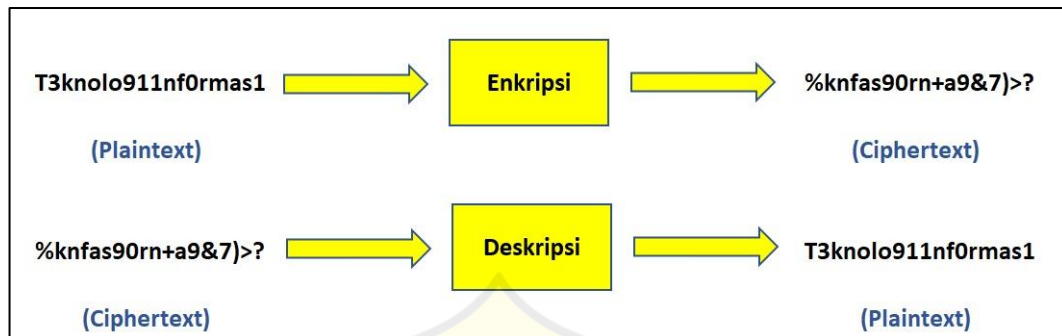 T3knolo911nf0rmas1 Enkripsi %knfas90rn+a9&7)>?
(Plaintext) (Ciphertext)
%knfas90rn+a9&7)>? Deskripsi T3knolo911nf0rmas1
(Ciphertext) (Plaintext)